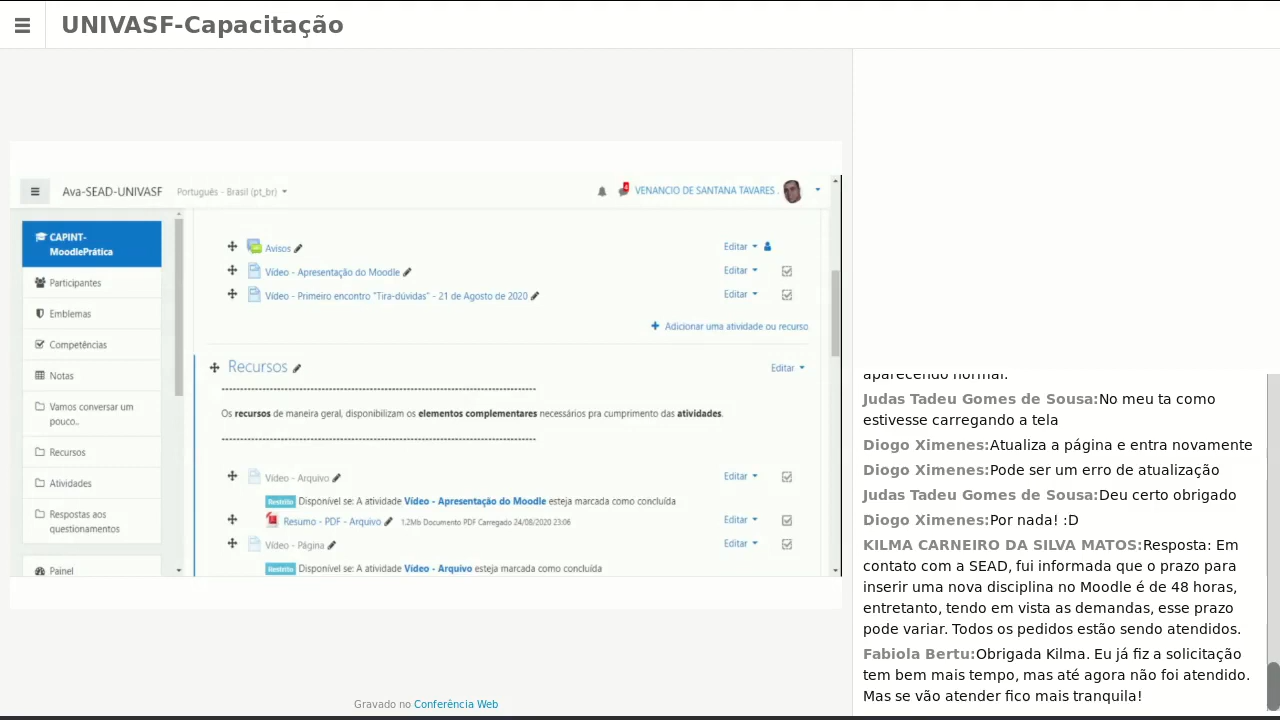 UNIVASF-Capacitação
Ava-SEAD-UNIVASF
Português - Brasil (pt_br)
4
VENANCIO DE SANTANA TAVARES .
CAPINT-
MoodlePrática
Participantes
Emblemas
Competências
Notas
Vamos conversar um
pouco..
Recursos
Atividades
Respostas aos
questionamentos
Painel
Avisos
Editar
Vídeo - Apresentação do Moodle
Editar
Vídeo - Primeiro encontro "Tira-dúvidas" - 21 de Agosto de 2020
Editar
Adicionar uma atividade ou recurso
Recursos
Editar
Os recursos de maneira geral, disponibilizam os elementos complementares necessários pra cumprimento das atividades.
Vídeo - Arquivo
Editar
Restrito Disponível se: A atividade Vídeo - Apresentação do Moodle esteja marcada como concluída
Resumo - PDF - Arquivo 1.2Mb Documento PDF Carregado 24/08/2020 23:06
Editar
Vídeo - Página
Editar
Restrito Disponível se: A atividade Vídeo - Arquivo esteja marcada como concluída
Gravado no Conferência Web
aparecendo normal.
Judas Tadeu Gomes de Sousa:No meu ta como
estivesse carregando a tela
Diogo Ximenes:Atualiza a página e entra novamente
Diogo Ximenes:Pode ser um erro de atualização
Judas Tadeu Gomes de Sousa:Deu certo obrigado
Diogo Ximenes:Por nada! :D
KILMA CARNEIRO DA SILVA MATOS:Resposta: Em
contato com a SEAD, fui informada que o prazo para
inserir uma nova disciplina no Moodle é de 48 horas,
entretanto, tendo em vista as demandas, esse prazo
pode variar. Todos os pedidos estão sendo atendidos.
Fabiola Bertu:Obrigada Kilma. Eu já fiz a solicitação
tem bem mais tempo, mas até agora não foi atendido.
Mas se vão atender fico mais tranquila!